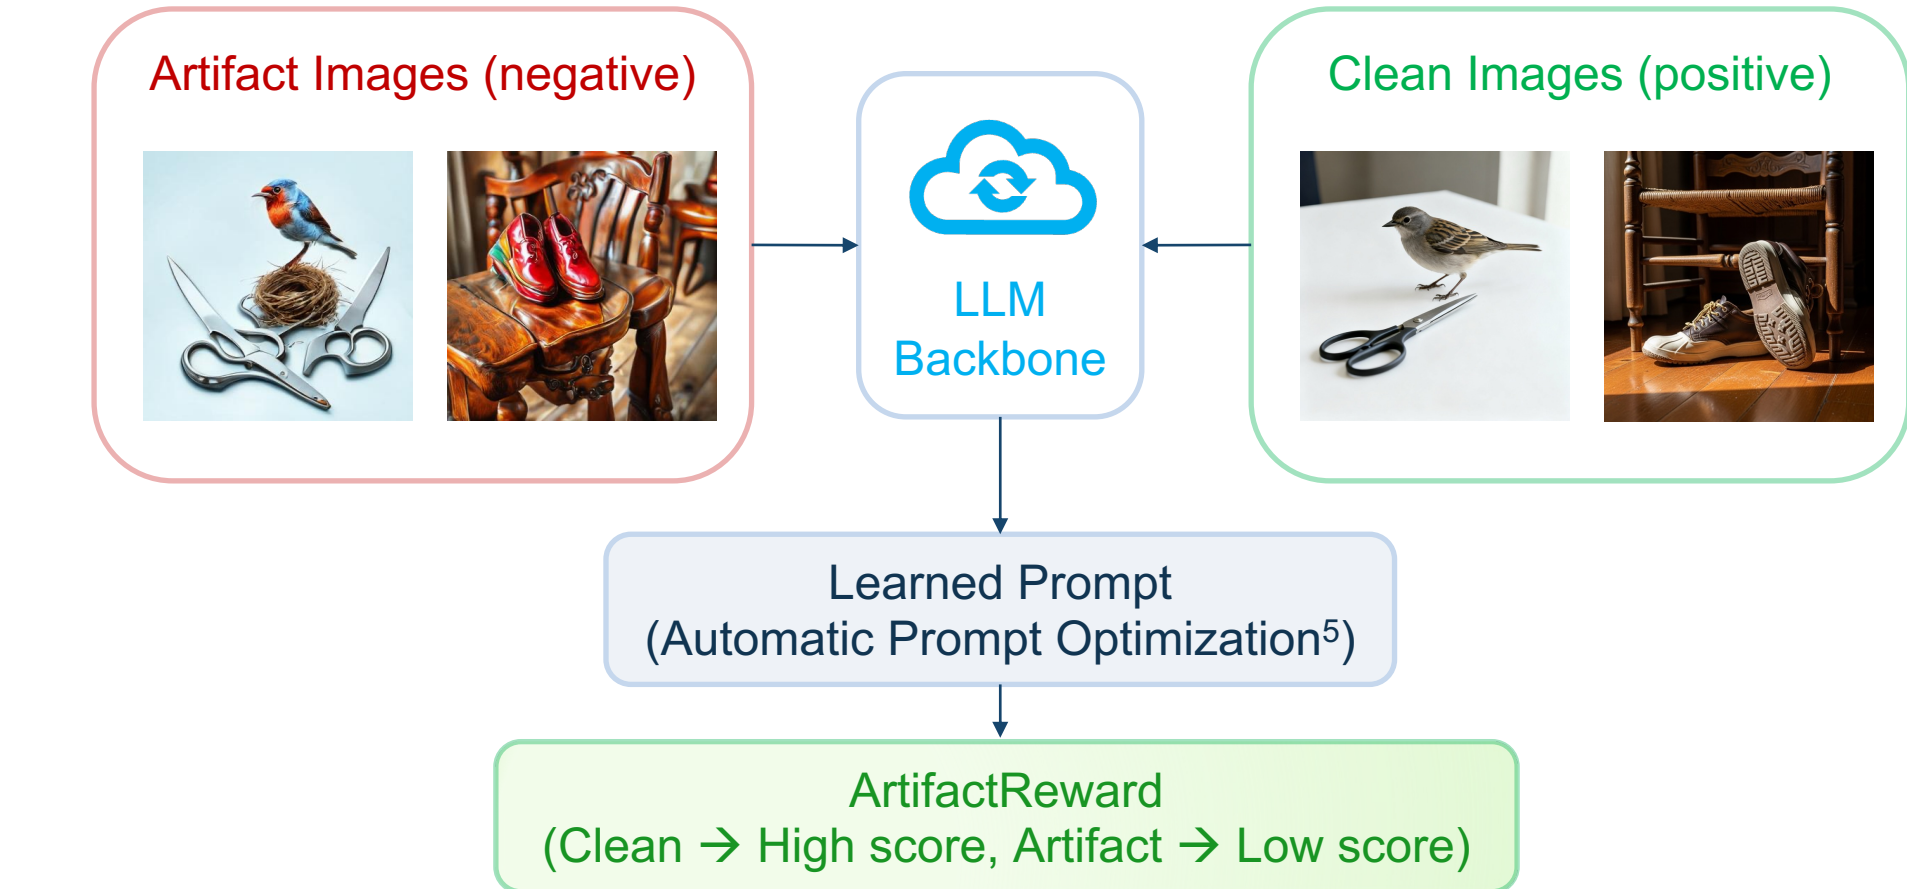 Artifact Images (negative)
Clean Images (positive)
LLM
Backbone
Learned Prompt
(Automatic Prompt Optimization⁵)
ArtifactReward
(Clean → High score, Artifact → Low score)